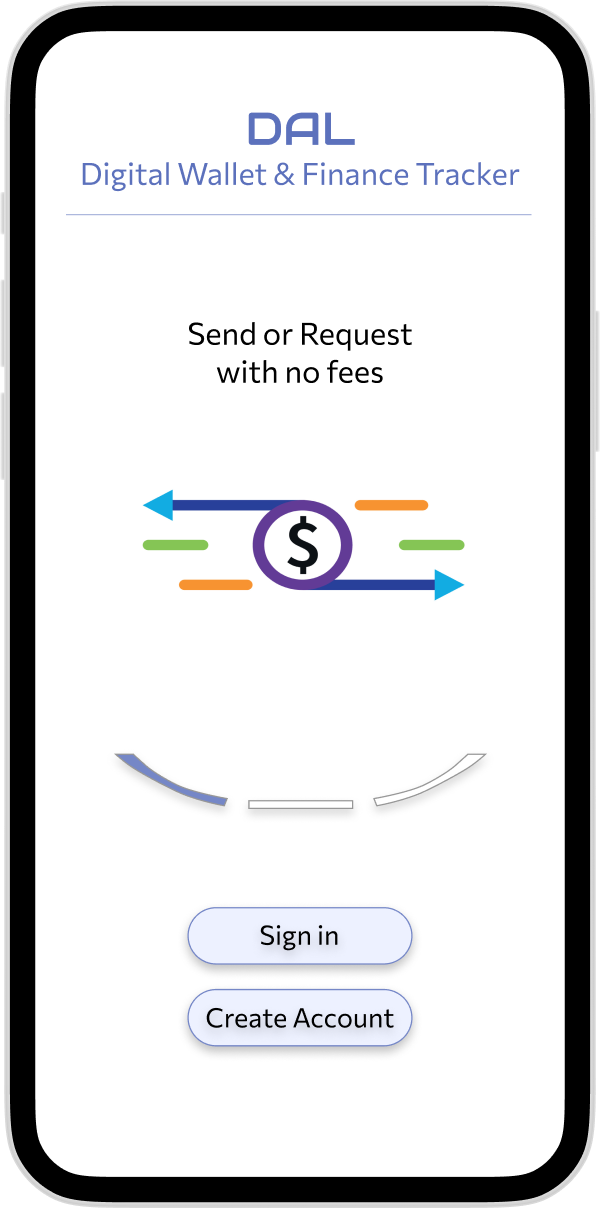 DAL
Digital Wallet & Finance Tracker
Send or Request
with no fees
$
Sign in
Create Account